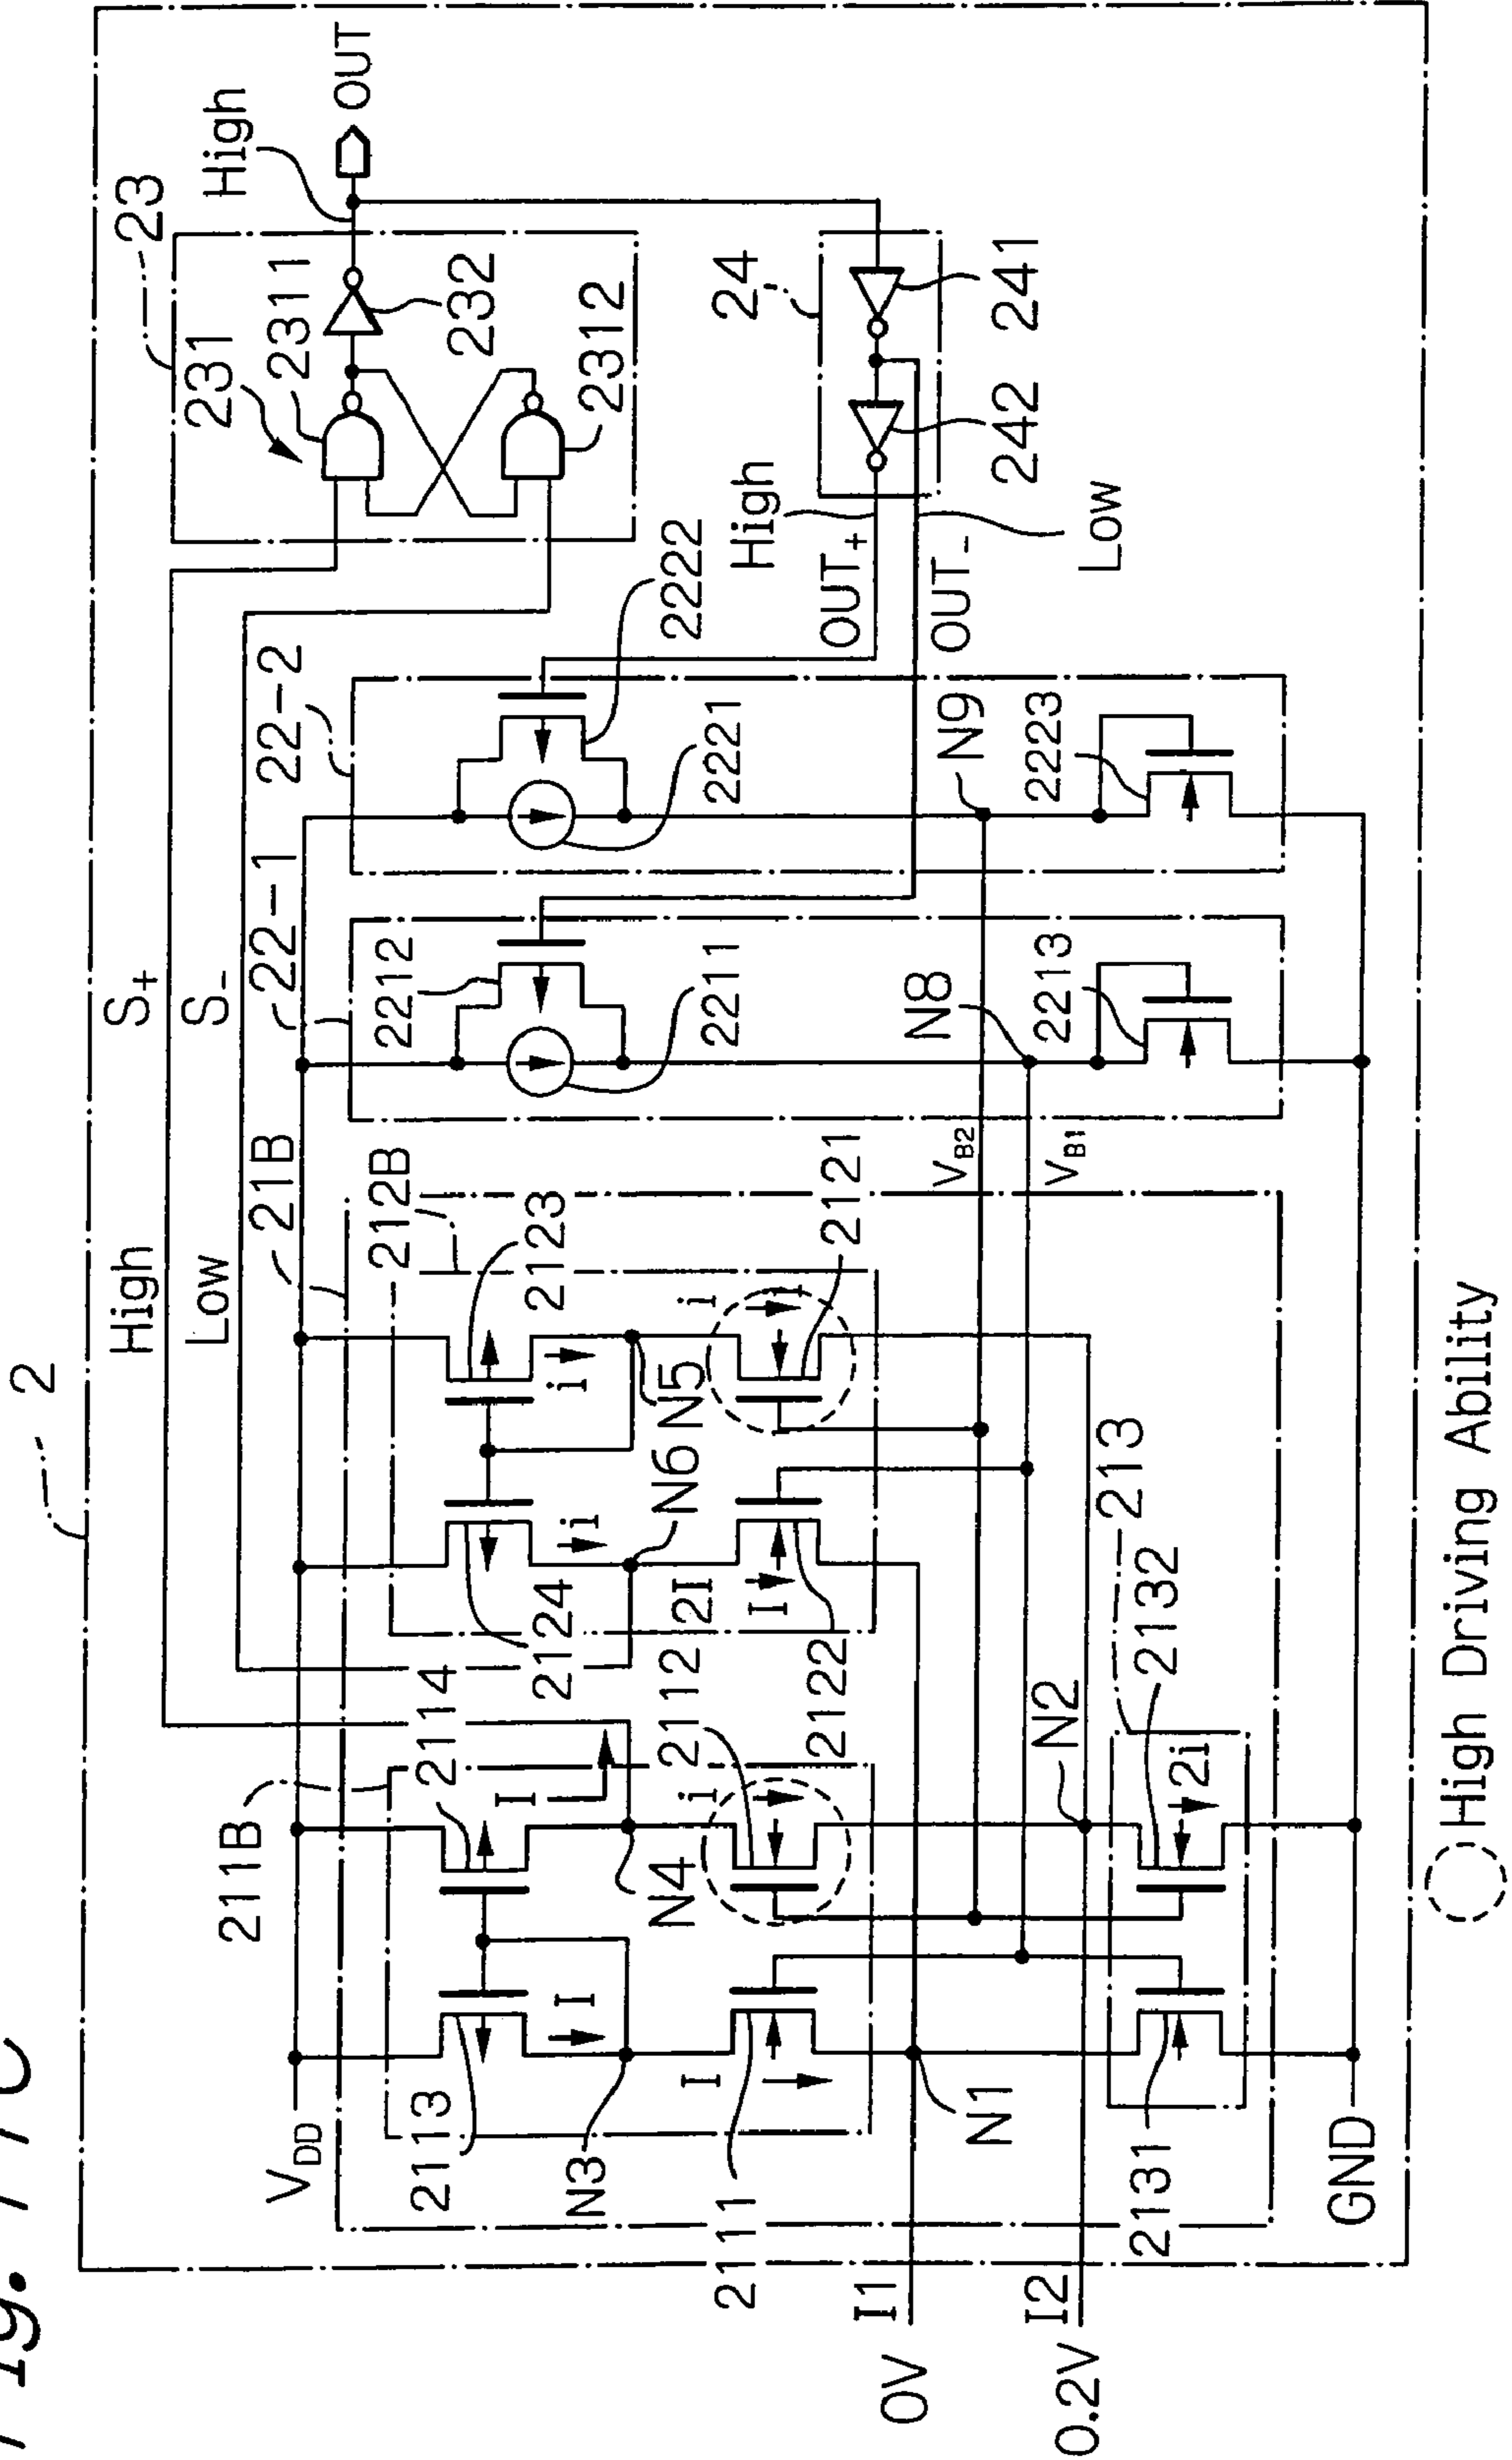 Fig. 11C
2
211B
21B
22-1
22-2
23
High
OUT
High
Low
S+
S-
231
2311
232
2312
24
241
242
High
OUT+
OUT-
Low
VDD
2113
2114
I
I
212B
2124
2123
i
i
2212
2211
2222
2221
N3
N4
N6
N5
2111
I
2112
i
2122
2I
I
2121
i
i
VB2
VB1
N8
N9
2213
2223
0V
I1
0.2V
I2
N1
N2
213
2131
2132
2i
GND
High Driving Ability